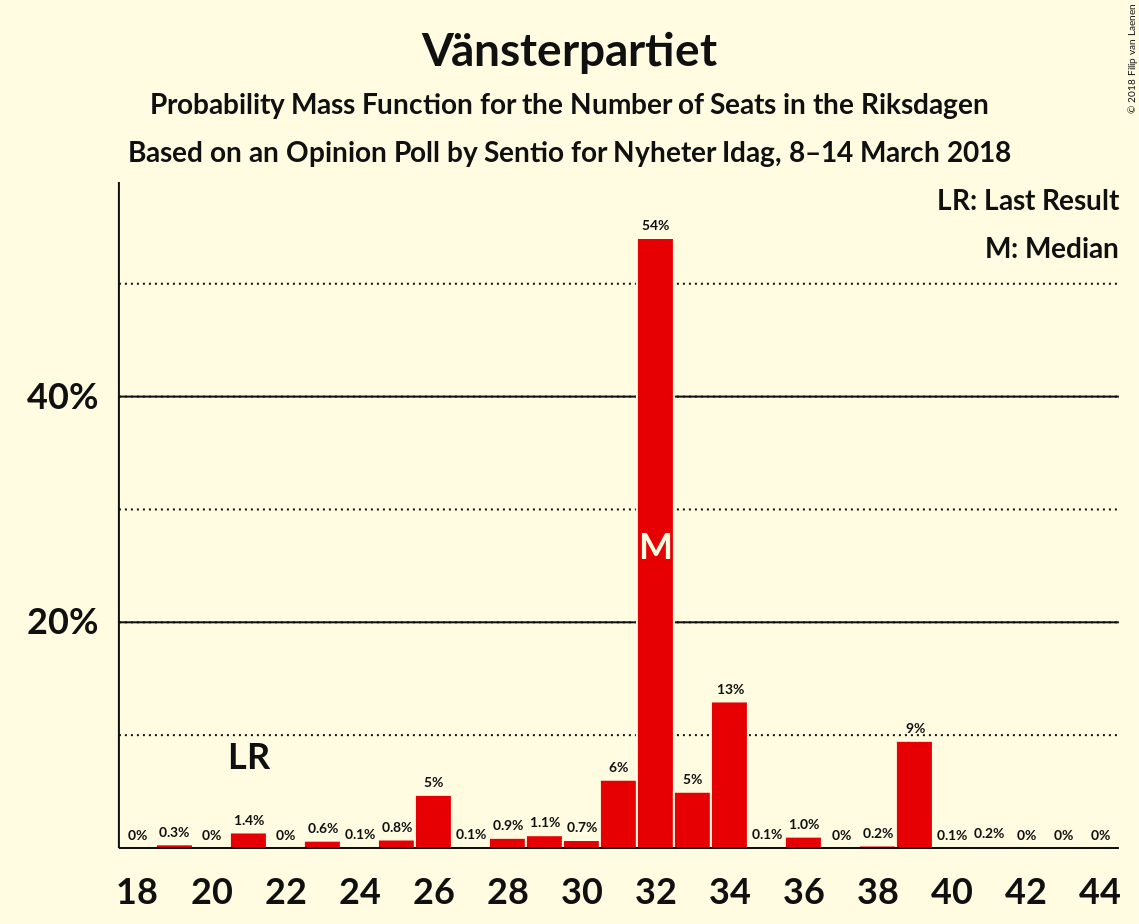 Vänsterpartiet
Probability Mass Function for the Number of Seats in the Riksdagen
Based on an Opinion Poll by Sentio for Nyheter Idag, 8–14 March 2018
© 2018 Filip van Laenen
LR: Last Result
M: Median
40%
20%
LR
M
0% 0.3% 0% 1.4% 0% 0.6% 0.1% 0.8% 5% 0.1% 0.9% 1.1% 0.7% 6% 54% 5% 13% 0.1% 1.0% 0% 0.2% 9% 0.1% 0.2% 0% 0% 0%
18 20 22 24 26 28 30 32 34 36 38 40 42 44